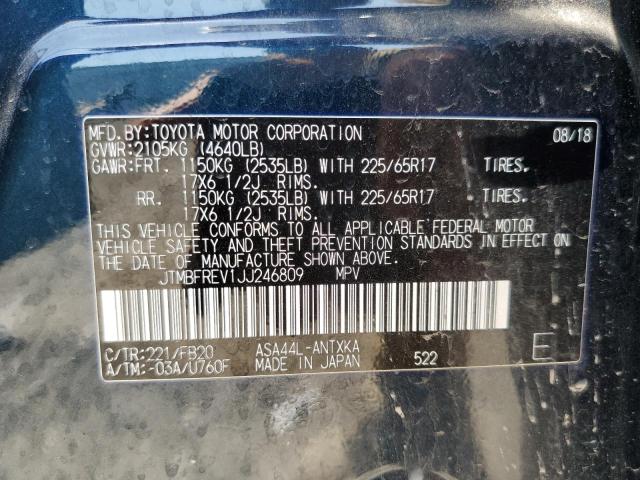 MFD.BY:TOYOTA MOTOR CORPORATION 08/18
GVWR:2105KG (4640LB)
GAWR:FRT. 1150KG (2535LB) WITH 225/65R17 TIRES.
17X6 1/2J RIMS.
RR. 1150KG (2535LB) WITH 225/65R17 TIRES.
17X6 1/2J RIMS.
THIS VEHICLE CONFORMS TO ALL APPLICABLE FEDERAL MOTOR
VEHICLE SAFETY AND THEFT PREVENTION STANDARDS IN EFFECT ON
THE DATE OF MANUFACTURE SHOWN ABOVE.
JTMBFREV1JJ246809 MPV
C/TR:221/FB20 ASA44L-ANTXKA
A/TM:-03A/U760F MADE IN JAPAN 522 E